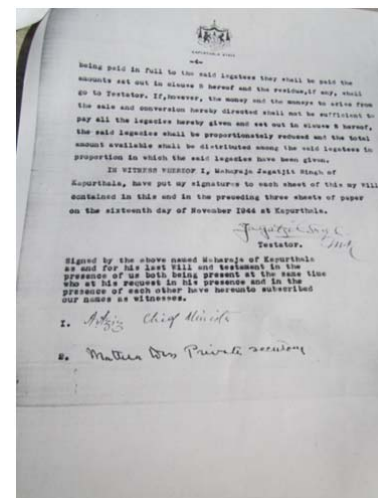 KAPURTHALA STATE
-4-
being paid in full to the said legatees they shall be paid the
amounts set out in clause 9 hereof and the residue,if any, shall
go to Testator. If,however, the money and the moneys to arise from
the sale and conversion hereby directed shall not be sufficient to
pay all the legacies hereby given and set out in clause 9 hereof,
the said legacies shall be proportionately reduced and the total
amount available shall be distributed among the said legatees in
proportion in which the said legacies have been given.
IN WITNESS WHEREOF I, Maharaja Jagatjit Singh of
Kapurthala, have put my signatures to each sheet of this my Will
contained in this and in the preceding three sheets of paper
on the sixteenth day of November 1944 at Kapurthala.
Jagatjit Singh
Testator.
Signed by the above named Maharaja of Kapurthala
as and for his last Will and testament in the
presence of us both being present at the same time
who at his request in his presence and in the
presence of each other have hereunto subscribed
our names as witnesses.
I. A. Aziz Chief Minister
2. Mathura Dass Private secretary